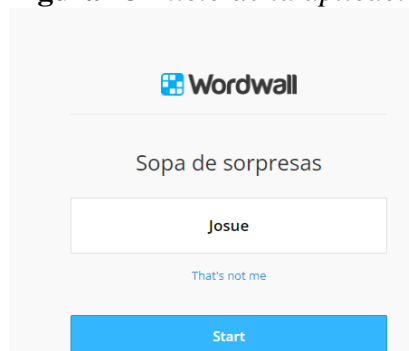 Wordwall
Sopa de sorpresas
Josue
That's not me
Start